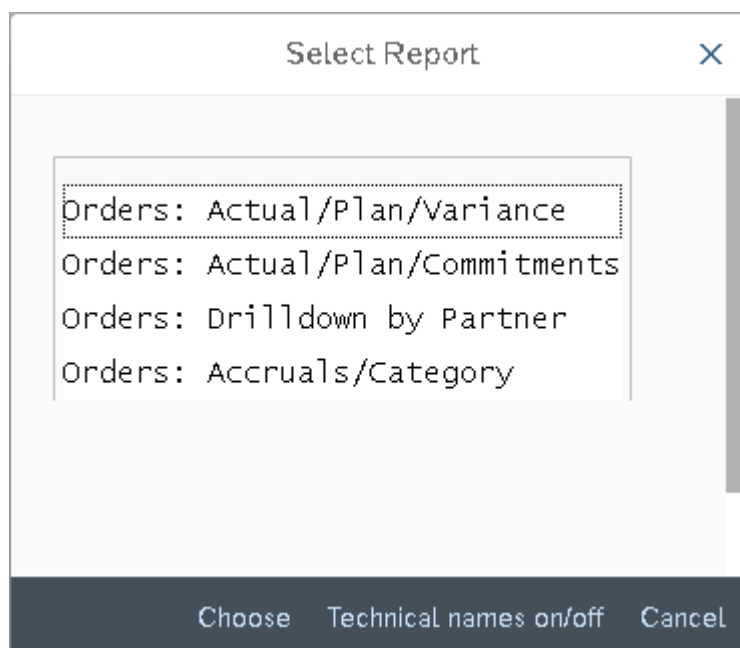 Select Report
Orders: Actual/Plan/Variance
Orders: Actual/Plan/Commitments
Orders: Drilldown by Partner
Orders: Accruals/Category
Choose Technical names on/off Cancel